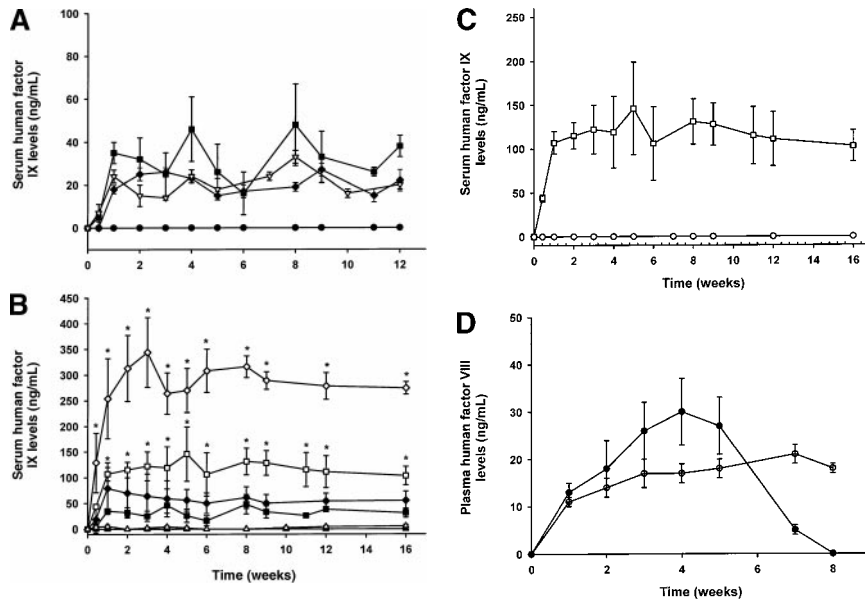 A
100
80
60
40
20
0
Serum human factor
IX levels (ng/mL)
0 2 4 6 8 10 12
B
450
400
350
300
250
200
150
100
50
0
Serum human factor
IX levels (ng/mL)
* * * * * * * * * *
* * * * * * * * * * *
0 2 4 6 8 10 12 14 16
Time (weeks)
C
250
200
150
100
50
0
Serum human factor IX
levels (ng/mL)
0 2 4 6 8 10 12 14 16
Time (weeks)
D
50
40
30
20
10
0
Plasma human factor VIII
levels (ng/mL)
0 2 4 6 8
Time (weeks)